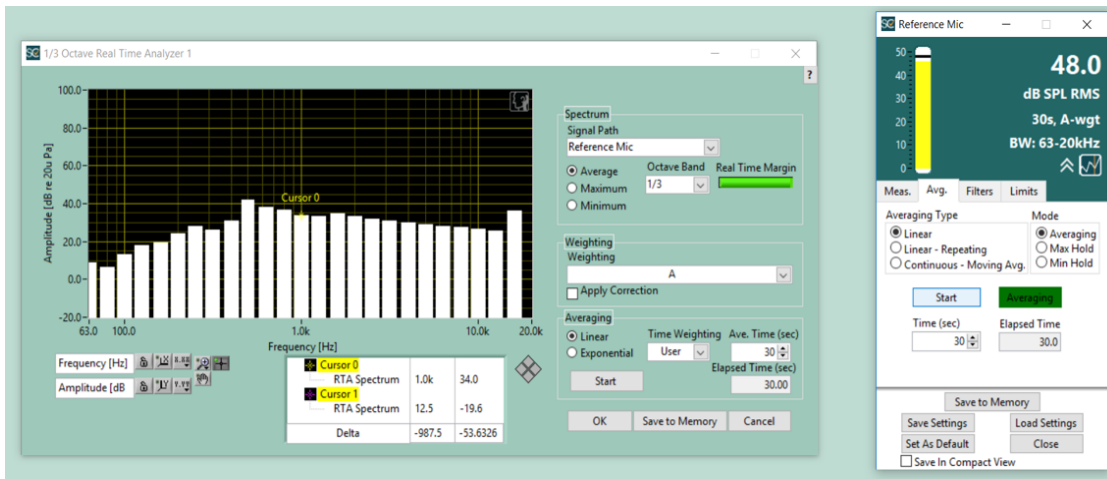 SC 1/3 Octave Real Time Analyzer 1
?
100.0
80.0
60.0
40.0
20.0
0.0
-20.0
Amplitude [dB re 20u Pa]
Cursor 0
63.0 100.0 1.0k 10.0k 20.0k
Frequency [Hz]
Frequency [Hz]
Amplitude [dB
Cursor 0
RTA Spectrum 1.0k 34.0
Cursor 1
RTA Spectrum 12.5 -19.6
Delta -987.5 -53.6326
Spectrum
Signal Path
Reference Mic
Average
Maximum
Minimum
Octave Band
1/3
Real Time Margin
Weighting
Weighting
A
Apply Correction
Averaging
Linear
Exponential
Time Weighting
User
Ave. Time (sec)
30
Elapsed Time (sec)
30.00
Start
OK Save to Memory Cancel
SC Reference Mic
50
40
30
20
10
0
48.0
dB SPL RMS
30s, A-wgt
BW: 63-20kHz
Meas. Avg. Filters Limits
Averaging Type
Linear
Linear - Repeating
Continuous - Moving Avg.
Mode
Averaging
Max Hold
Min Hold
Start Averaging
Time (sec) Elapsed Time
30 30.0
Save to Memory
Save Settings Load Settings
Set As Default Close
Save In Compact View